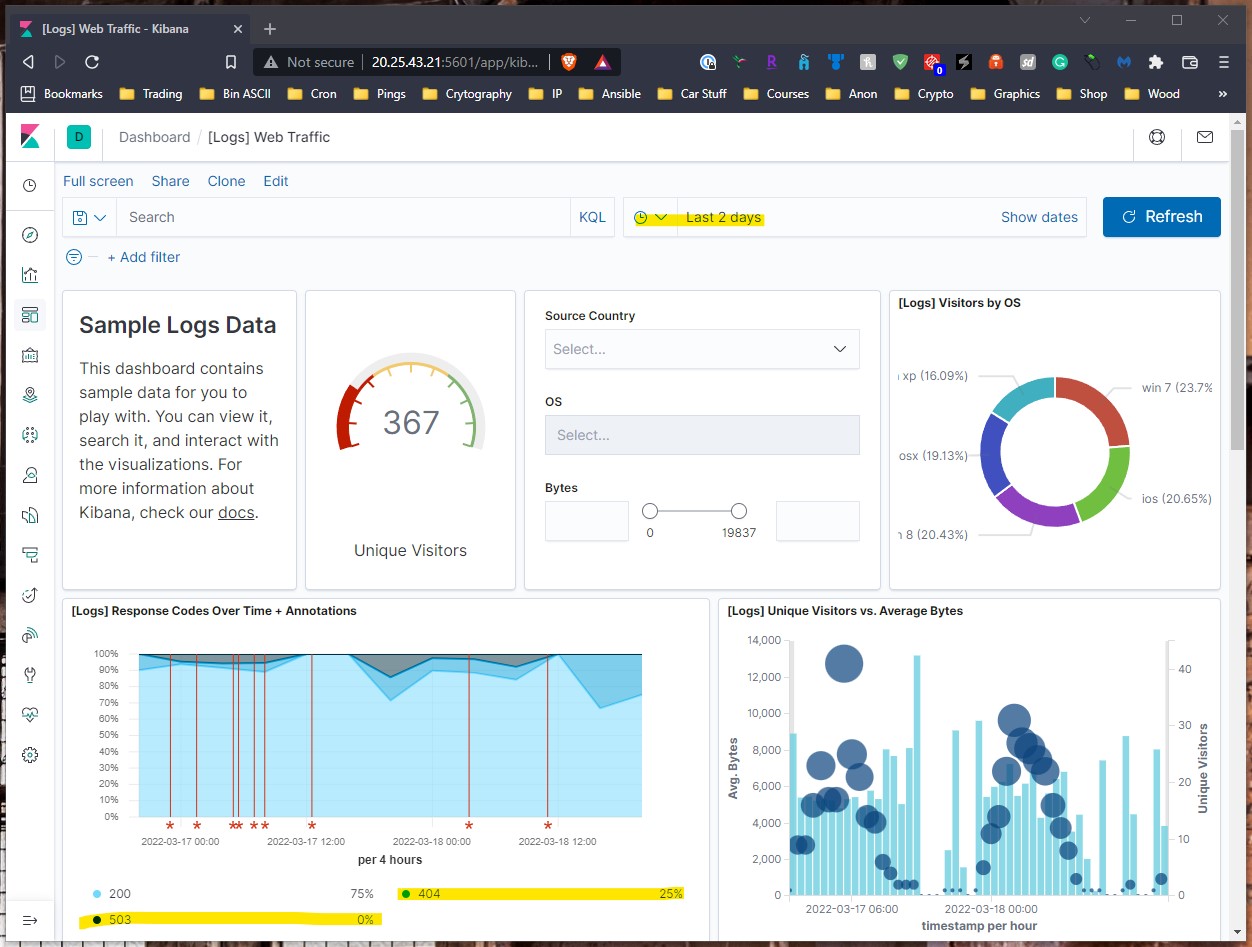 [Logs] Web Traffic - Kibana
Not secure
20.25.43.21:5601/app/kib...
0
Bookmarks
Trading
Bin ASCII
Cron
Pings
Crytography
IP
Ansible
Car Stuff
Courses
Anon
Crypto
Graphics
Shop
Wood
»
D
Dashboard / [Logs] Web Traffic
Full screen
Share
Clone
Edit
Search
KQL
Last 2 days
Show dates
Refresh
+ Add filter
Sample Logs Data
This dashboard contains
sample data for you to
play with. You can view it,
search it, and interact with
the visualizations. For
more information about
Kibana, check our docs.
367
Unique Visitors
Source Country
Select...
OS
Select...
Bytes
0
19837
[Logs] Visitors by OS
xp (16.09%)
win 7 (23.7%
osx (19.13%)
ios (20.65%)
8 (20.43%)
[Logs] Response Codes Over Time + Annotations
100%
90%
80%
70%
60%
50%
40%
30%
20%
10%
0%
2022-03-17 00:00
2022-03-17 12:00
2022-03-18 00:00
2022-03-18 12:00
per 4 hours
200 75%
404 25%
503 0%
[Logs] Unique Visitors vs. Average Bytes
14,000
12,000
10,000
8,000
6,000
4,000
2,000
0
Avg. Bytes
40
30
20
10
0
Unique Visitors
2022-03-17 06:00
2022-03-18 00:00
timestamp per hour